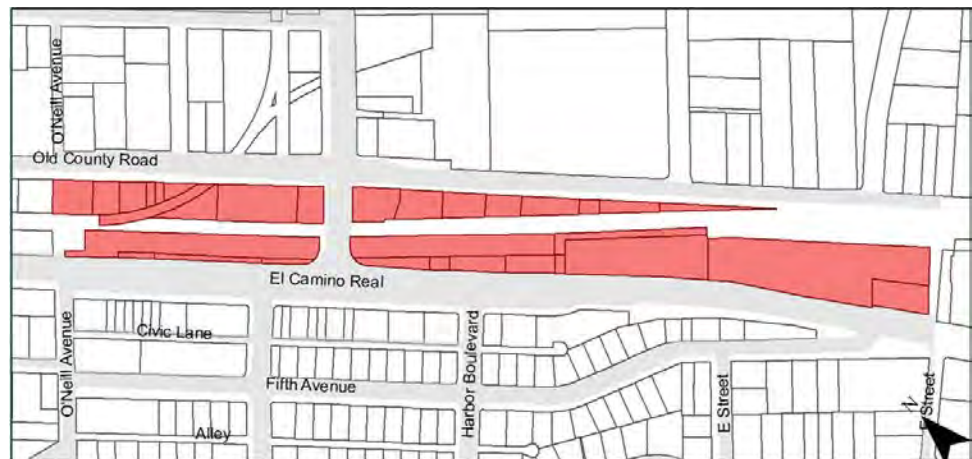 O'Neill Avenue
Old County Road
El Camino Real
O'Neill Avenue
Civic Lane
Harbor Boulevard
Fifth Avenue
E Street
Street
N
Alley